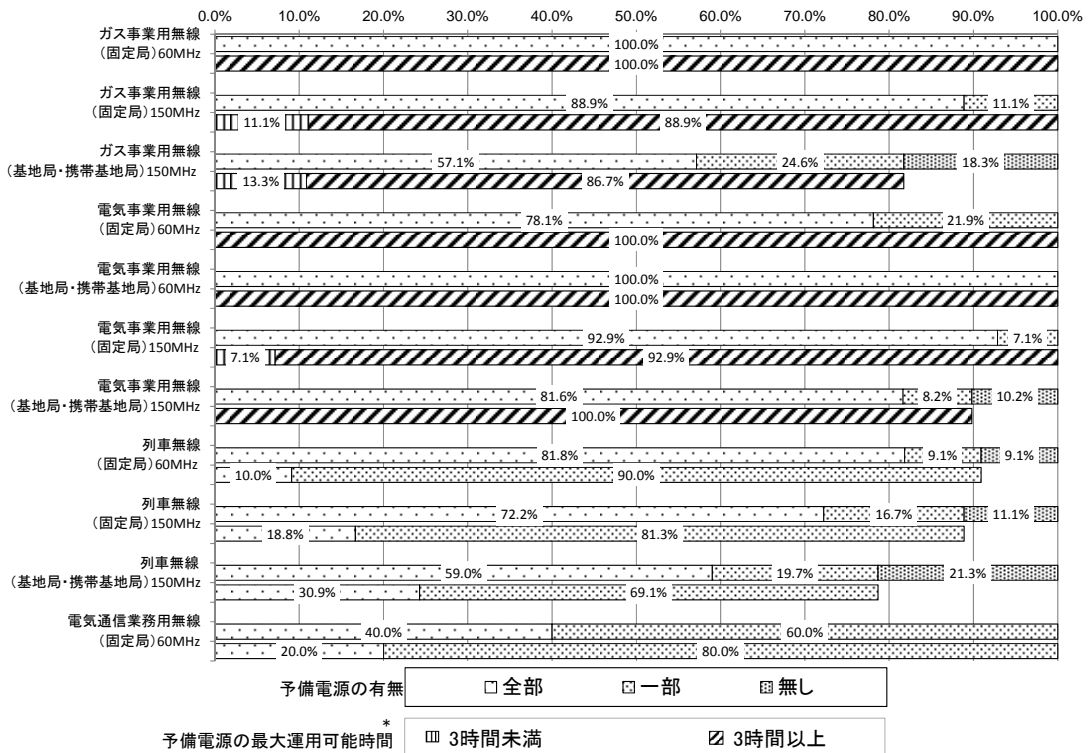 0.0% 10.0% 20.0% 30.0% 40.0% 50.0% 60.0% 70.0% 80.0% 90.0% 100.0%
ガス事業用無線
(固定局)60MHz
100.0%
100.0%
ガス事業用無線
(固定局)150MHz
88.9% 11.1%
11.1% 88.9%
ガス事業用無線
(基地局・携帯基地局)150MHz
57.1% 24.6% 18.3%
13.3% 86.7%
電気事業用無線
(固定局)60MHz
78.1% 21.9%
100.0%
電気事業用無線
(基地局・携帯基地局)60MHz
100.0%
100.0%
電気事業用無線
(固定局)150MHz
92.9% 7.1%
7.1% 92.9%
電気事業用無線
(基地局・携帯基地局)150MHz
81.6% 8.2% 10.2%
100.0%
列車無線
(固定局)60MHz
81.8% 9.1% 9.1%
10.0% 90.0%
列車無線
(固定局)150MHz
72.2% 16.7% 11.1%
18.8% 81.3%
列車無線
(基地局・携帯基地局)150MHz
59.0% 19.7% 21.3%
30.9% 69.1%
電気通信業務用無線
(固定局)60MHz
40.0% 60.0%
20.0% 80.0%
予備電源の有無 全部 一部 無し
*
予備電源の最大運用可能時間 3時間未満 3時間以上